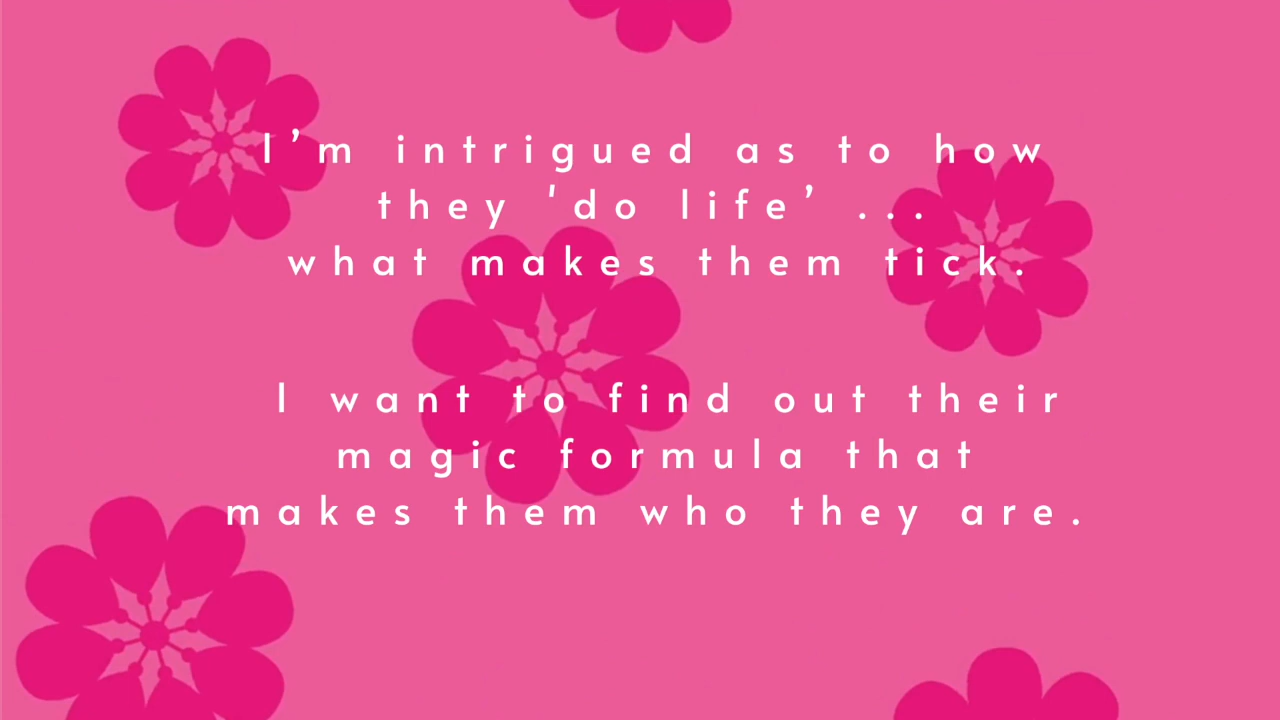 I’m intrigued as to how
they 'do life’ ...
what makes them tick.
I want to find out their
magic formula that
makes them who they are.